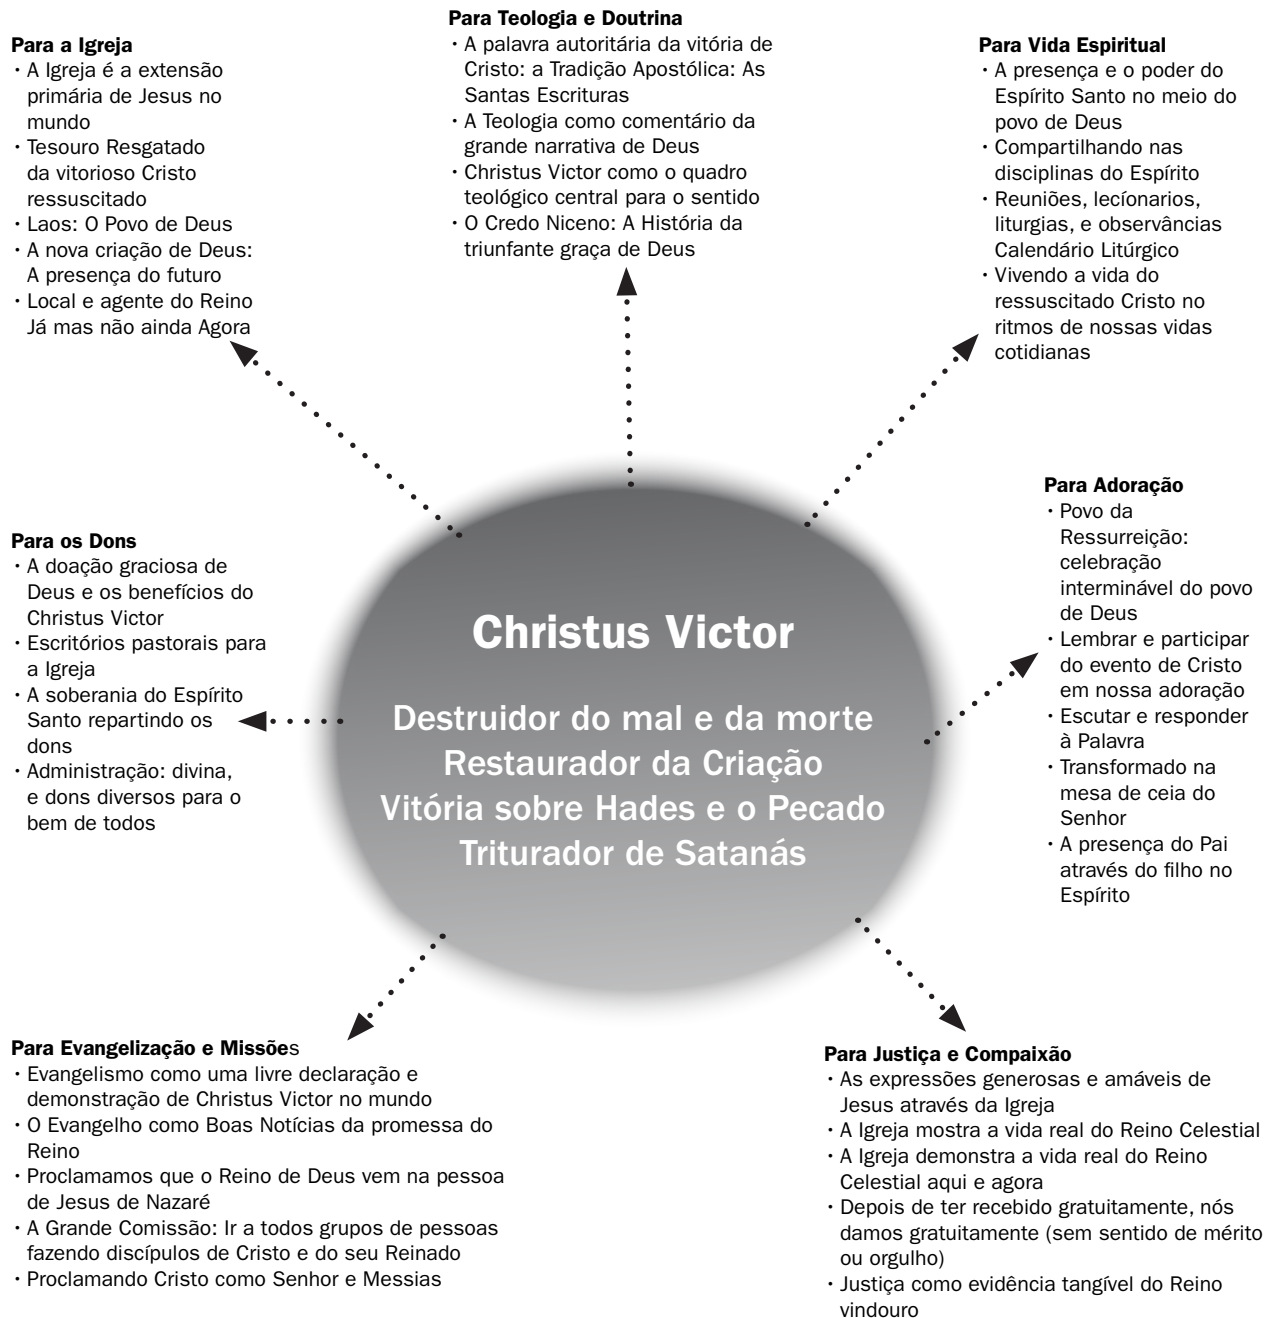 Para a Igreja
· A Igreja é a extensão
primária de Jesus no
mundo
· Tesouro Resgatado
da vitorioso Cristo
ressuscitado
· Laos: O Povo de Deus
· A nova criação de Deus:
A presença do futuro
· Local e agente do Reino
Já mas não ainda Agora
Para Teologia e Doutrina
· A palavra autoritária da vitória de
Cristo: a Tradição Apostólica: As
Santas Escrituras
· A Teologia como comentário da
grande narrativa de Deus
· Christus Victor como o quadro
teológico central para o sentido
· O Credo Niceno: A História da
triunfante graça de Deus
Para Vida Espiritual
· A presença e o poder do
Espírito Santo no meio do
povo de Deus
· Compartilhando nas
disciplinas do Espírito
· Reuniões, lecíonarios,
liturgias, e observâncias
Calendário Litúrgico
· Vivendo a vida do
ressuscitado Cristo no
ritmos de nossas vidas
cotidianas
Para os Dons
· A doação graciosa de
Deus e os benefícios do
Christus Victor
· Escritórios pastorais para
a Igreja
· A soberania do Espírito
Santo repartindo os
dons
· Administração: divina,
e dons diversos para o
bem de todos
Christus Victor
Destruidor do mal e da morte
Restaurador da Criação
Vitória sobre Hades e o Pecado
Triturador de Satanás
Para Adoração
· Povo da
Ressurreição:
celebração
interminável do povo
de Deus
· Lembrar e participar
do evento de Cristo
em nossa adoração
· Escutar e responder
à Palavra
· Transformado na
mesa de ceia do
Senhor
· A presença do Pai
através do filho no
Espírito
Para Evangelização e Missões
· Evangelismo como uma livre declaração e
demonstração de Christus Victor no mundo
· O Evangelho como Boas Notícias da promessa do
Reino
· Proclamamos que o Reino de Deus vem na pessoa
de Jesus de Nazaré
· A Grande Comissão: Ir a todos grupos de pessoas
fazendo discípulos de Cristo e do seu Reinado
· Proclamando Cristo como Senhor e Messias
Para Justiça e Compaixão
· As expressões generosas e amáveis de
Jesus através da Igreja
· A Igreja mostra a vida real do Reino Celestial
· A Igreja demonstra a vida real do Reino
Celestial aqui e agora
· Depois de ter recebido gratuitamente, nós
damos gratuitamente (sem sentido de mérito
ou orgulho)
· Justiça como evidência tangível do Reino
vindouro